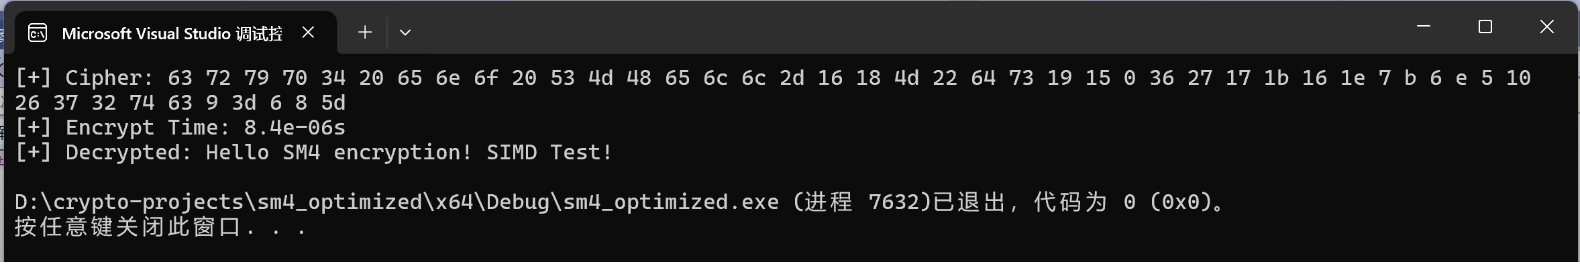 Microsoft Visual Studio 调试控
[+] Cipher: 63 72 79 70 34 20 65 6e 6f 20 53 4d 48 65 6c 6c 2d 16 18 4d 22 64 73 19 15 0 36 27 17 1b 16 1e 7 b 6 e 5 10
26 37 32 74 63 9 3d 6 8 5d
[+] Encrypt Time: 8.4e-06s
[+] Decrypted: Hello SM4 encryption! SIMD Test!
D:\crypto-projects\sm4_optimized\x64\Debug\sm4_optimized.exe (进程 7632)已退出，代码为 0 (0x0)。
按任意键关闭此窗口. . .